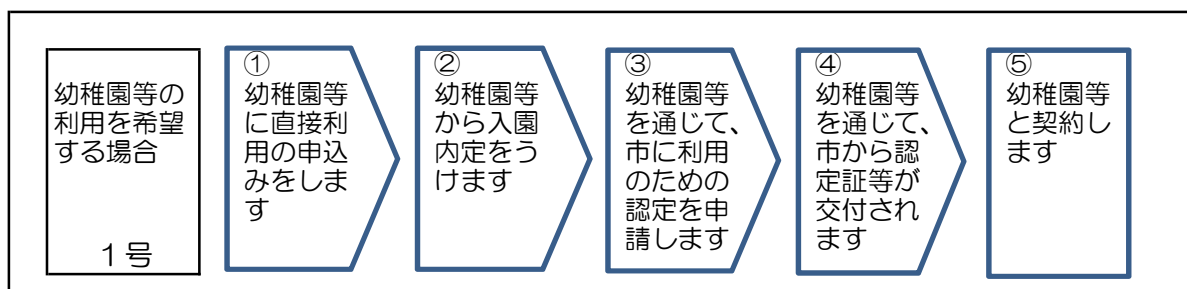 幼稚園等の
利用を希望
する場合
1号
①
幼稚園等
に直接利
用の申込
みをしま
す
②
幼稚園等
から入園
内定をう
けます
③
幼稚園等
を通じて、
市に利用
のための
認定を申
請します
④
幼稚園等
を通じて、
市から認
定証等が
交付され
ます
⑤
幼稚園等
と契約し
ます